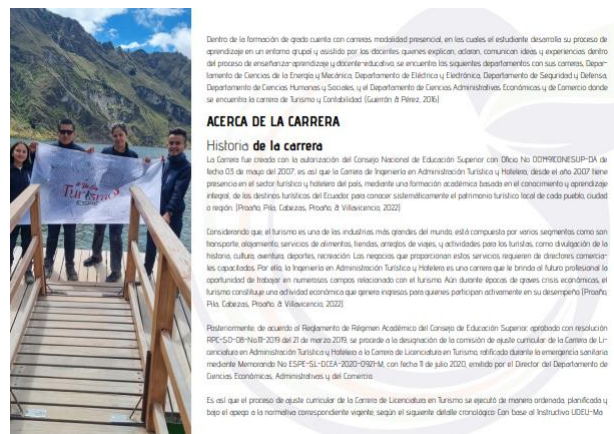 Turismo
Dentro de la formación de grado cuenta con carreras modalidad presencial, en las cuales el estudiante desarrolla su proceso de
aprendizaje en un entorno grupal y asistido por los docentes quienes explican, aclaran, comunican ideas y experiencias dentro
del proceso de enseñanza-aprendizaje y docente-educativo, se encuentra los siguientes departamentos con sus carreras, Depar-
tamento de Ciencias de la Energía y Mecánica, Departamento de Eléctrica y Electrónica, Departamento de Seguridad y Defensa,
Departamento de Ciencias Humanas y Sociales, y el Departamento de Ciencias Administrativas Económicas y de Comercio donde
se encuentra la carrera de Turismo y Contabilidad. (Guerrón & Pérez, 2016)
ACERCA DE LA CARRERA
Historia de la carrera
La Carrera fue creada con la autorización del Consejo Nacional de Educación Superior con Oficio No 001149CONESUP-DA de
fecha 03 de mayo del 2007, es así que la Carrera de Ingeniería en Administración Turística y Hotelera, desde el año 2007 tiene
presencia en el sector turístico y hotelero del país, mediante una formación académica basada en el conocimiento y aprendizaje
integral, de los destinos turísticos del Ecuador para conocer sistemáticamente el patrimonio turístico local de cada pueblo, ciudad
o región. (Proaño, Pila, Cabezas, Proaño, & Villavicencio, 2022)
Considerando que, el turismo es una de las industrias más grandes del mundo, está compuesta por varios segmentos como son:
transporte, alojamiento, servicios de alimentos, tiendas, arreglos de viajes, y actividades para los turistas, como divulgación de la
historia, cultura, aventura, deportes, recreación. Los negocios que proporcionan estos servicios requieren de directores comercia-
les capacitados. Por ello, la Ingeniería en Administración Turística y Hotelera es una carrera que le brinda al futuro profesional la
oportunidad de trabajar en numerosos campos relacionados con el turismo. Aún durante épocas, de graves crisis económicas, el
turismo constituye una actividad económica que genera ingresos para quienes participan activamente en su desempeño (Proaño,
Pila, Cabezas, Proaño, & Villavicencio, 2022)
Posteriormente, de acuerdo al Reglamento de Régimen Académico del Consejo de Educación Superior, aprobado con resolución
RPC-SO-08-No.111-2019 del 21 de marzo 2019, se procede a la designación de la comisión de ajuste curricular de la Carrera de Li-
cenciatura en Administración Turística y Hotelera a la Carrera de Licenciatura en Turismo, ratificada durante la emergencia sanitaria
mediante Memorando No ESPE-SL-DCEA-2020-0921-M, con fecha 11 de julio 2020, emitido por el Director del Departamento de
Ciencias Económicas, Administrativas y del Comercio.
Es así que el proceso de ajuste curricular de la Carrera de Licenciatura en Turismo se ejecutó de manera ordenada, planificada y
bajo el apego a la normativa correspondiente vigente, según el siguiente detalle cronológico: Con base al Instructivo UDEU-Ma